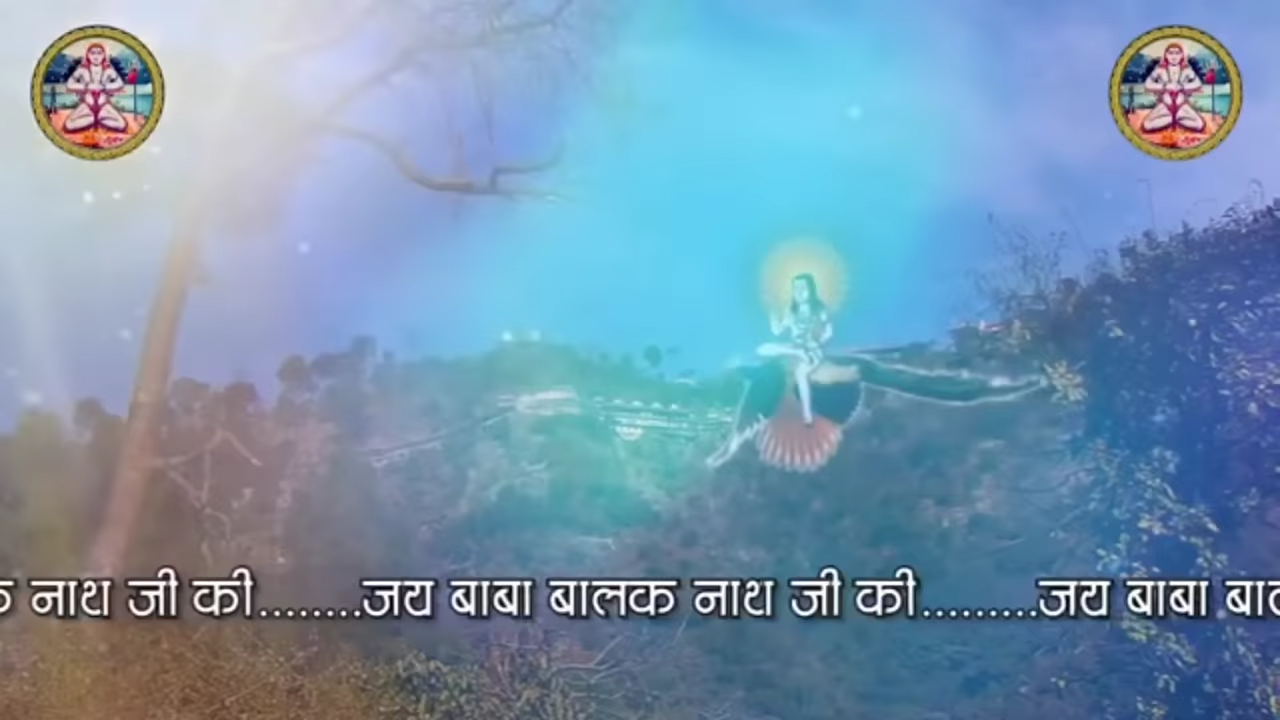 नाथ जी की........जय बाबा बालक नाथ जी की.........जय बाबा